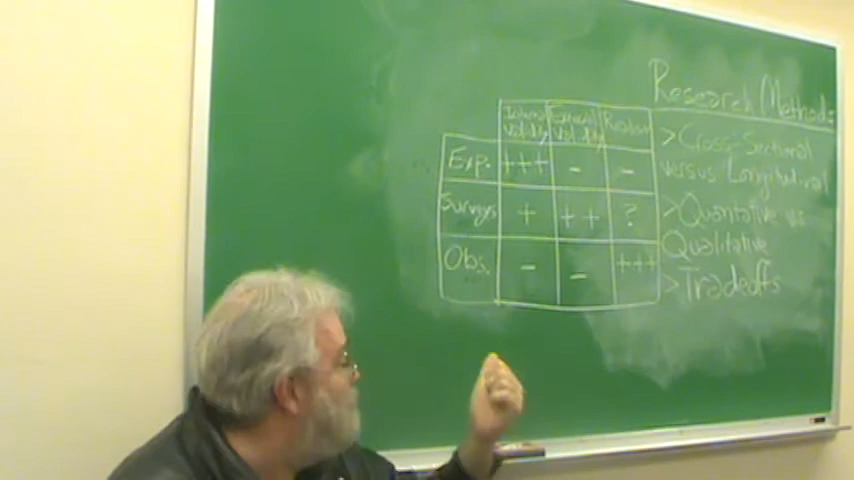 Research Methods
Internal External Realism
Validity Validity
Exp. +++ - -
Surveys + ++ ?
Obs. - - +++
> Cross-Sectional
versus Longitudinal
> Quantative vs
Qualitative
> Tradeoffs